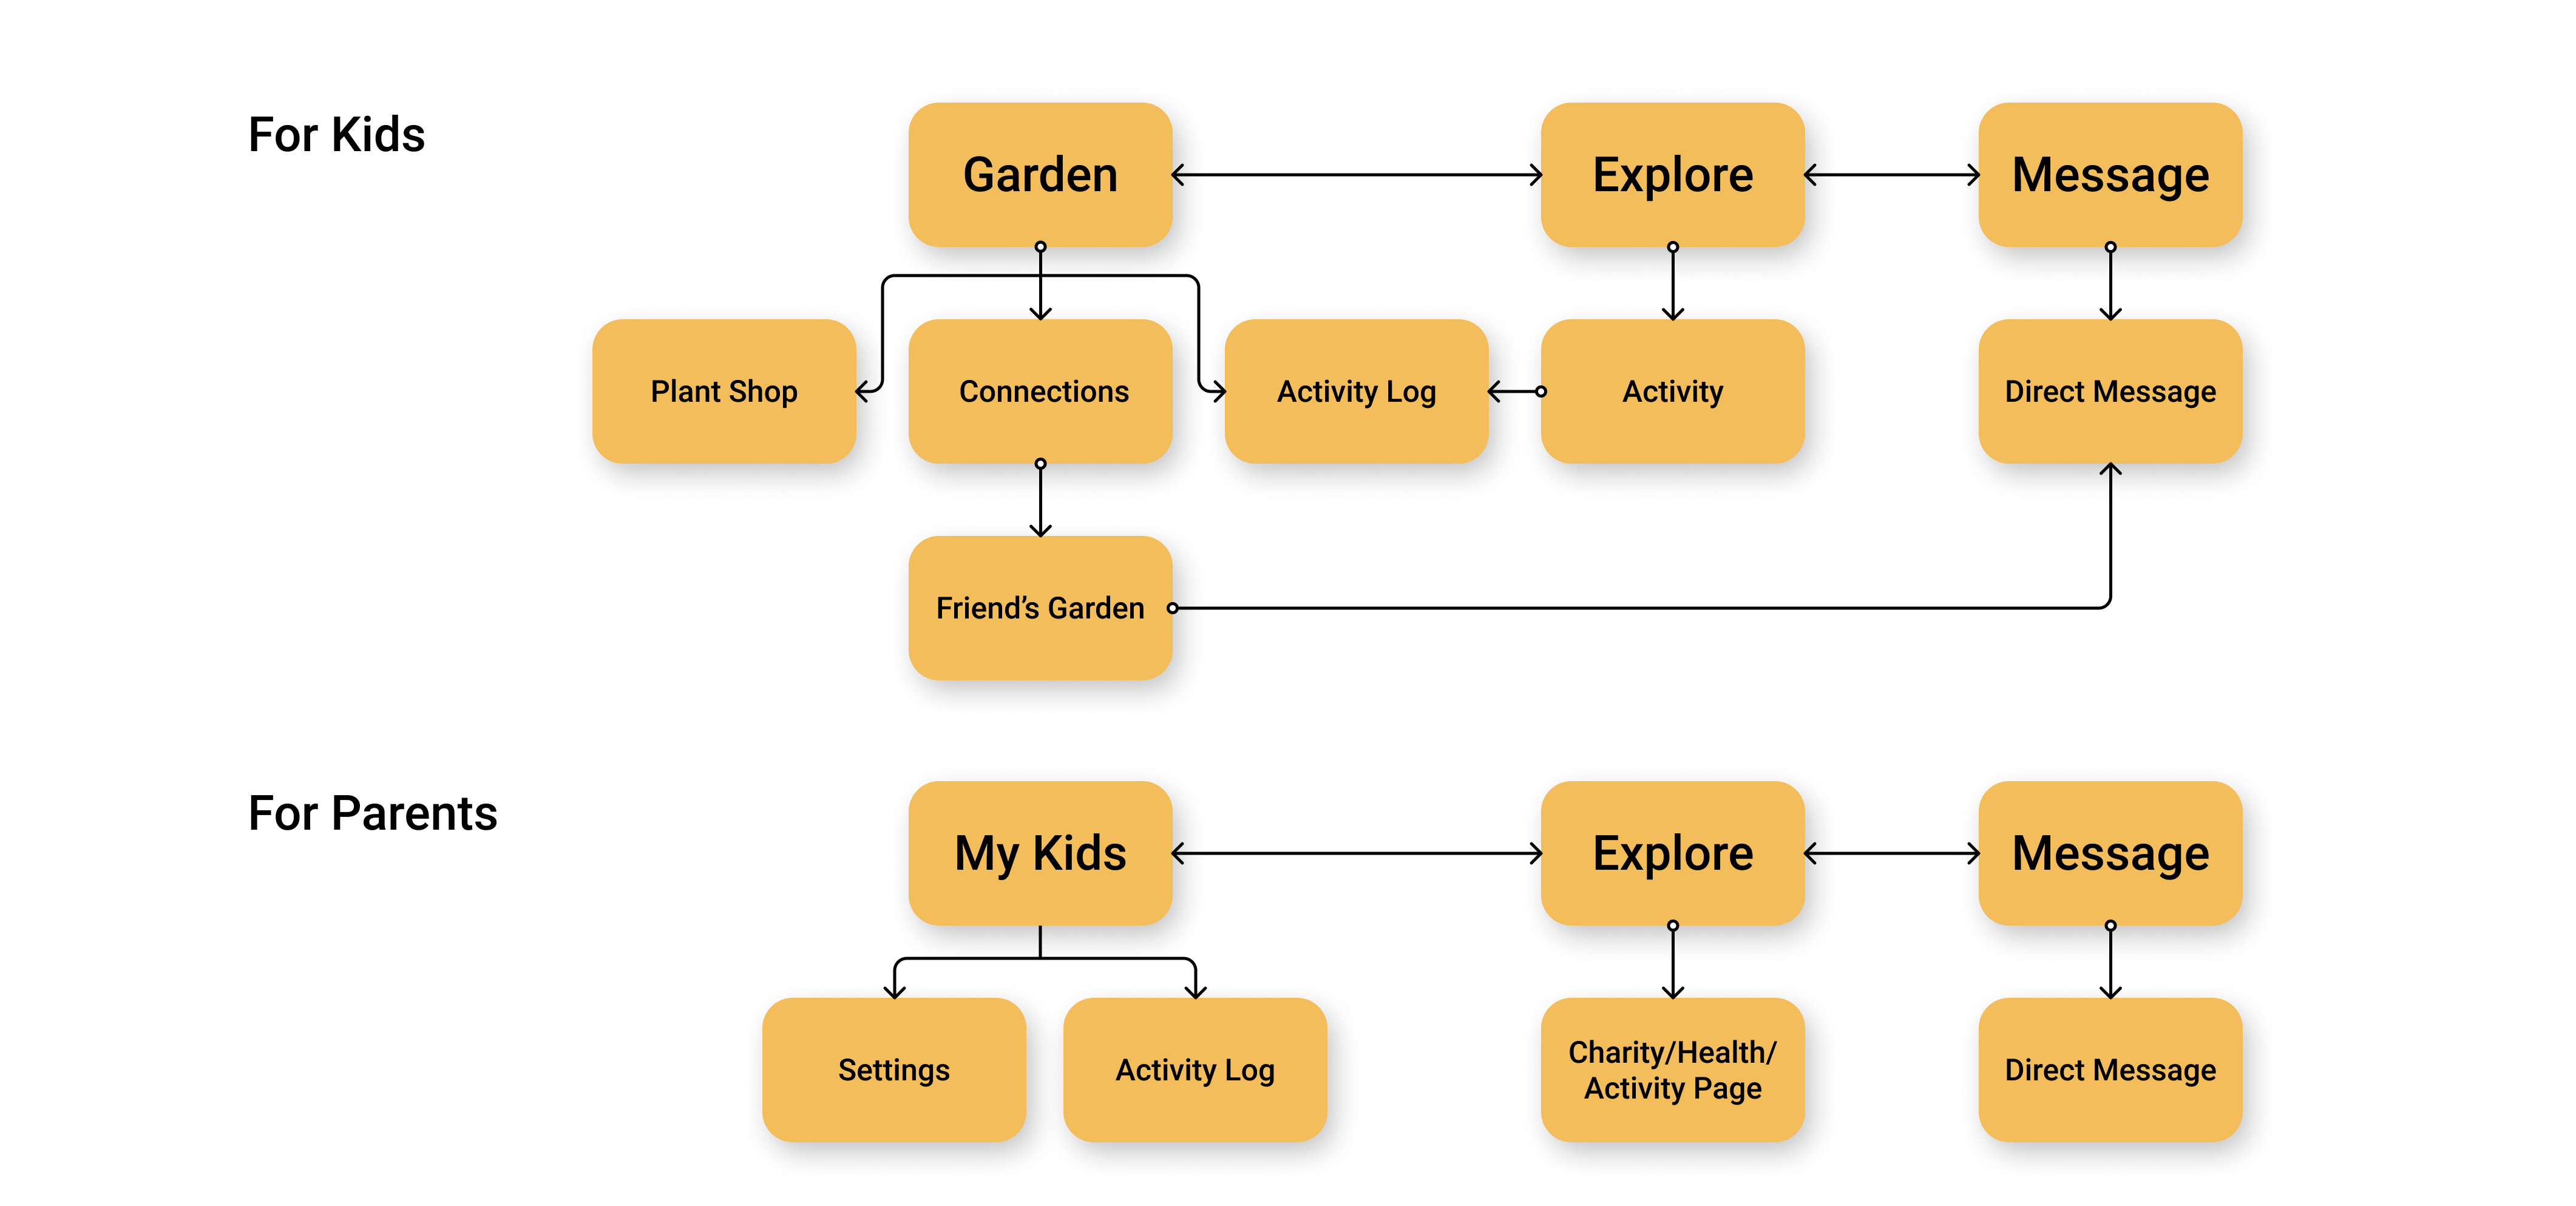 For Kids
Garden
Explore
Message
Plant Shop
Connections
Activity Log
Activity
Direct Message
Friend’s Garden
For Parents
My Kids
Explore
Message
Settings
Activity Log
Charity/Health/
Activity Page
Direct Message